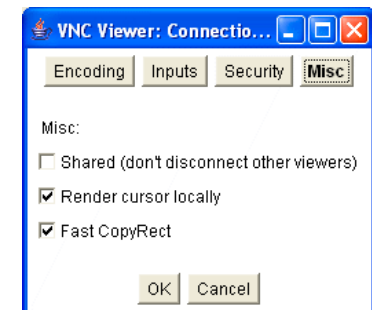 VNC Viewer: Connectio...
Encoding Inputs Security Misc
Misc:
Shared (don't disconnect other viewers)
Render cursor locally
Fast CopyRect
OK Cancel